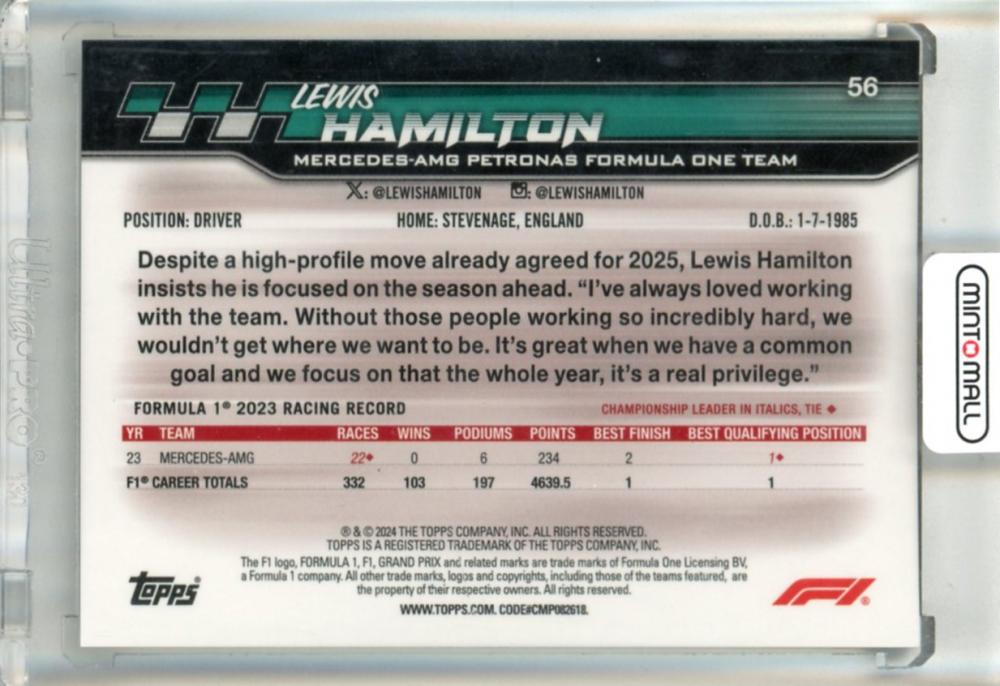 LEWIS
HAMILTON
56
MERCEDES-AMG PETRONAS FORMULA ONE TEAM
X: @LEWISHAMILTON : @LEWISHAMILTON
POSITION: DRIVER HOME: STEVENAGE, ENGLAND D.O.B.: 1-7-1985
Despite a high-profile move already agreed for 2025, Lewis Hamilton
insists he is focused on the season ahead. “I’ve always loved working
with the team. Without those people working so incredibly hard, we
wouldn’t get where we want to be. It’s great when we have a common
goal and we focus on that the whole year, it’s a real privilege.”
FORMULA 1® 2023 RACING RECORD CHAMPIONSHIP LEADER IN ITALICS, TIE ♦
YR TEAM RACES WINS PODIUMS POINTS BEST FINISH BEST QUALIFYING POSITION
23 MERCEDES-AMG 22♦ 0 6 234 2 1♦
F1® CAREER TOTALS 332 103 197 4639.5 1 1
® & © 2024 THE TOPPS COMPANY, INC. ALL RIGHTS RESERVED.
TOPPS IS A REGISTERED TRADEMARK OF THE TOPPS COMPANY, INC.
The F1 logo, FORMULA 1, F1, GRAND PRIX and related marks are trade marks of Formula One Licensing BV,
a Formula 1 company. All other trade marks, logos and copyrights, including those of the teams featured, are
the property of their respective owners. All rights reserved.
WWW.TOPPS.COM. CODE#CMP082618.
Topps
F1®
MINT MALL
Ultra·PRO®